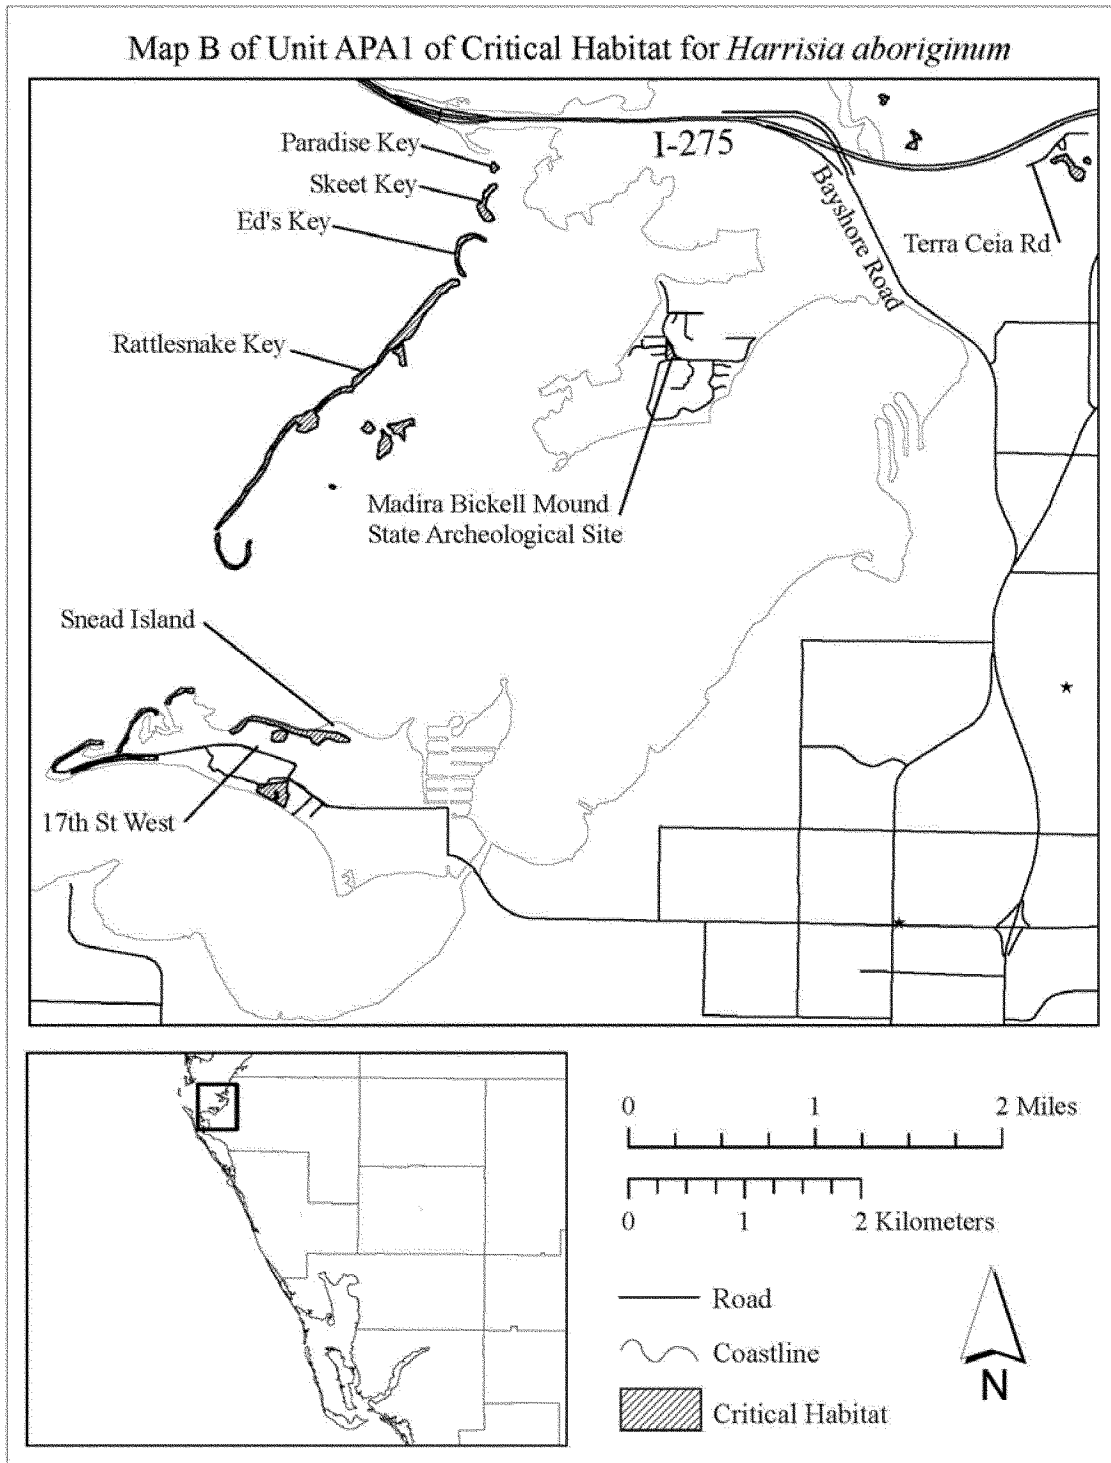 Map B of Unit APA1 of Critical Habitat for Harrisia aboriginum
Paradise Key
Skeet Key
Ed's Key
Rattlesnake Key
I-275
Bayshore Road
Terra Ceia Rd
Madira Bickell Mound
State Archeological Site
Snead Island
17th St West
0 1 2 Miles
0 1 2 Kilometers
Road
Coastline
Critical Habitat
N